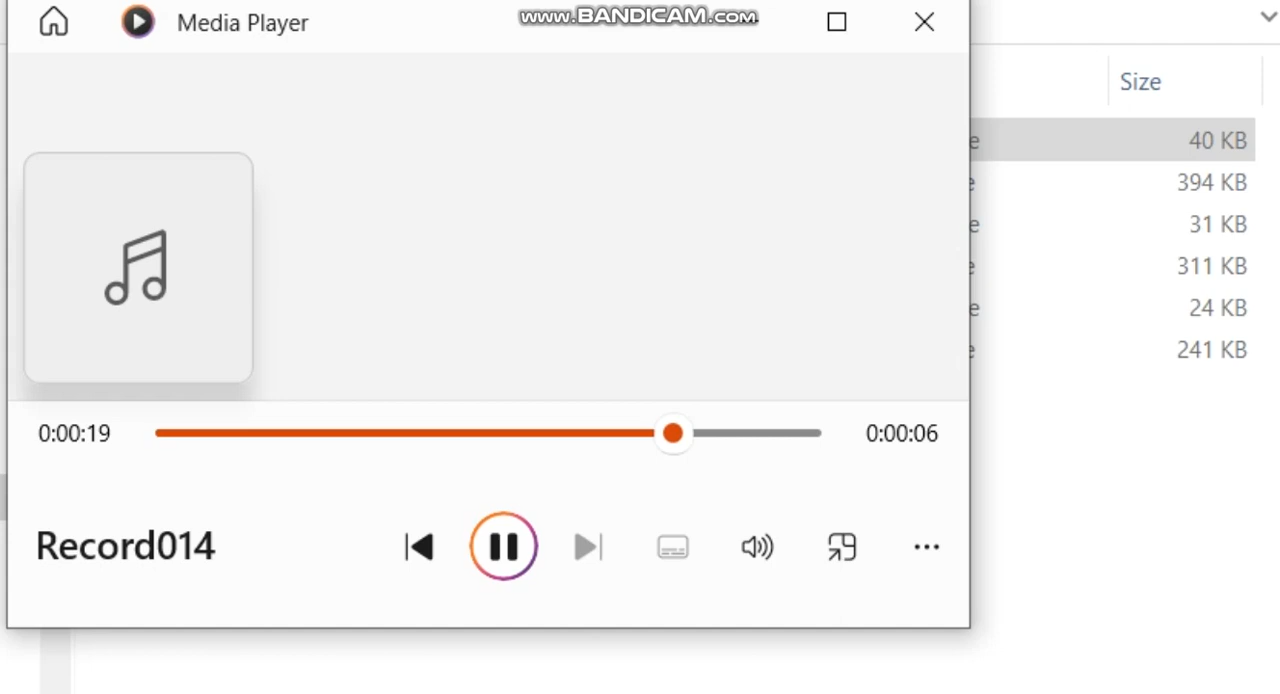 Media Player
www.BANDICAM.com
Size
40 KB
394 KB
31 KB
311 KB
24 KB
241 KB
0:00:19
0:00:06
Record014